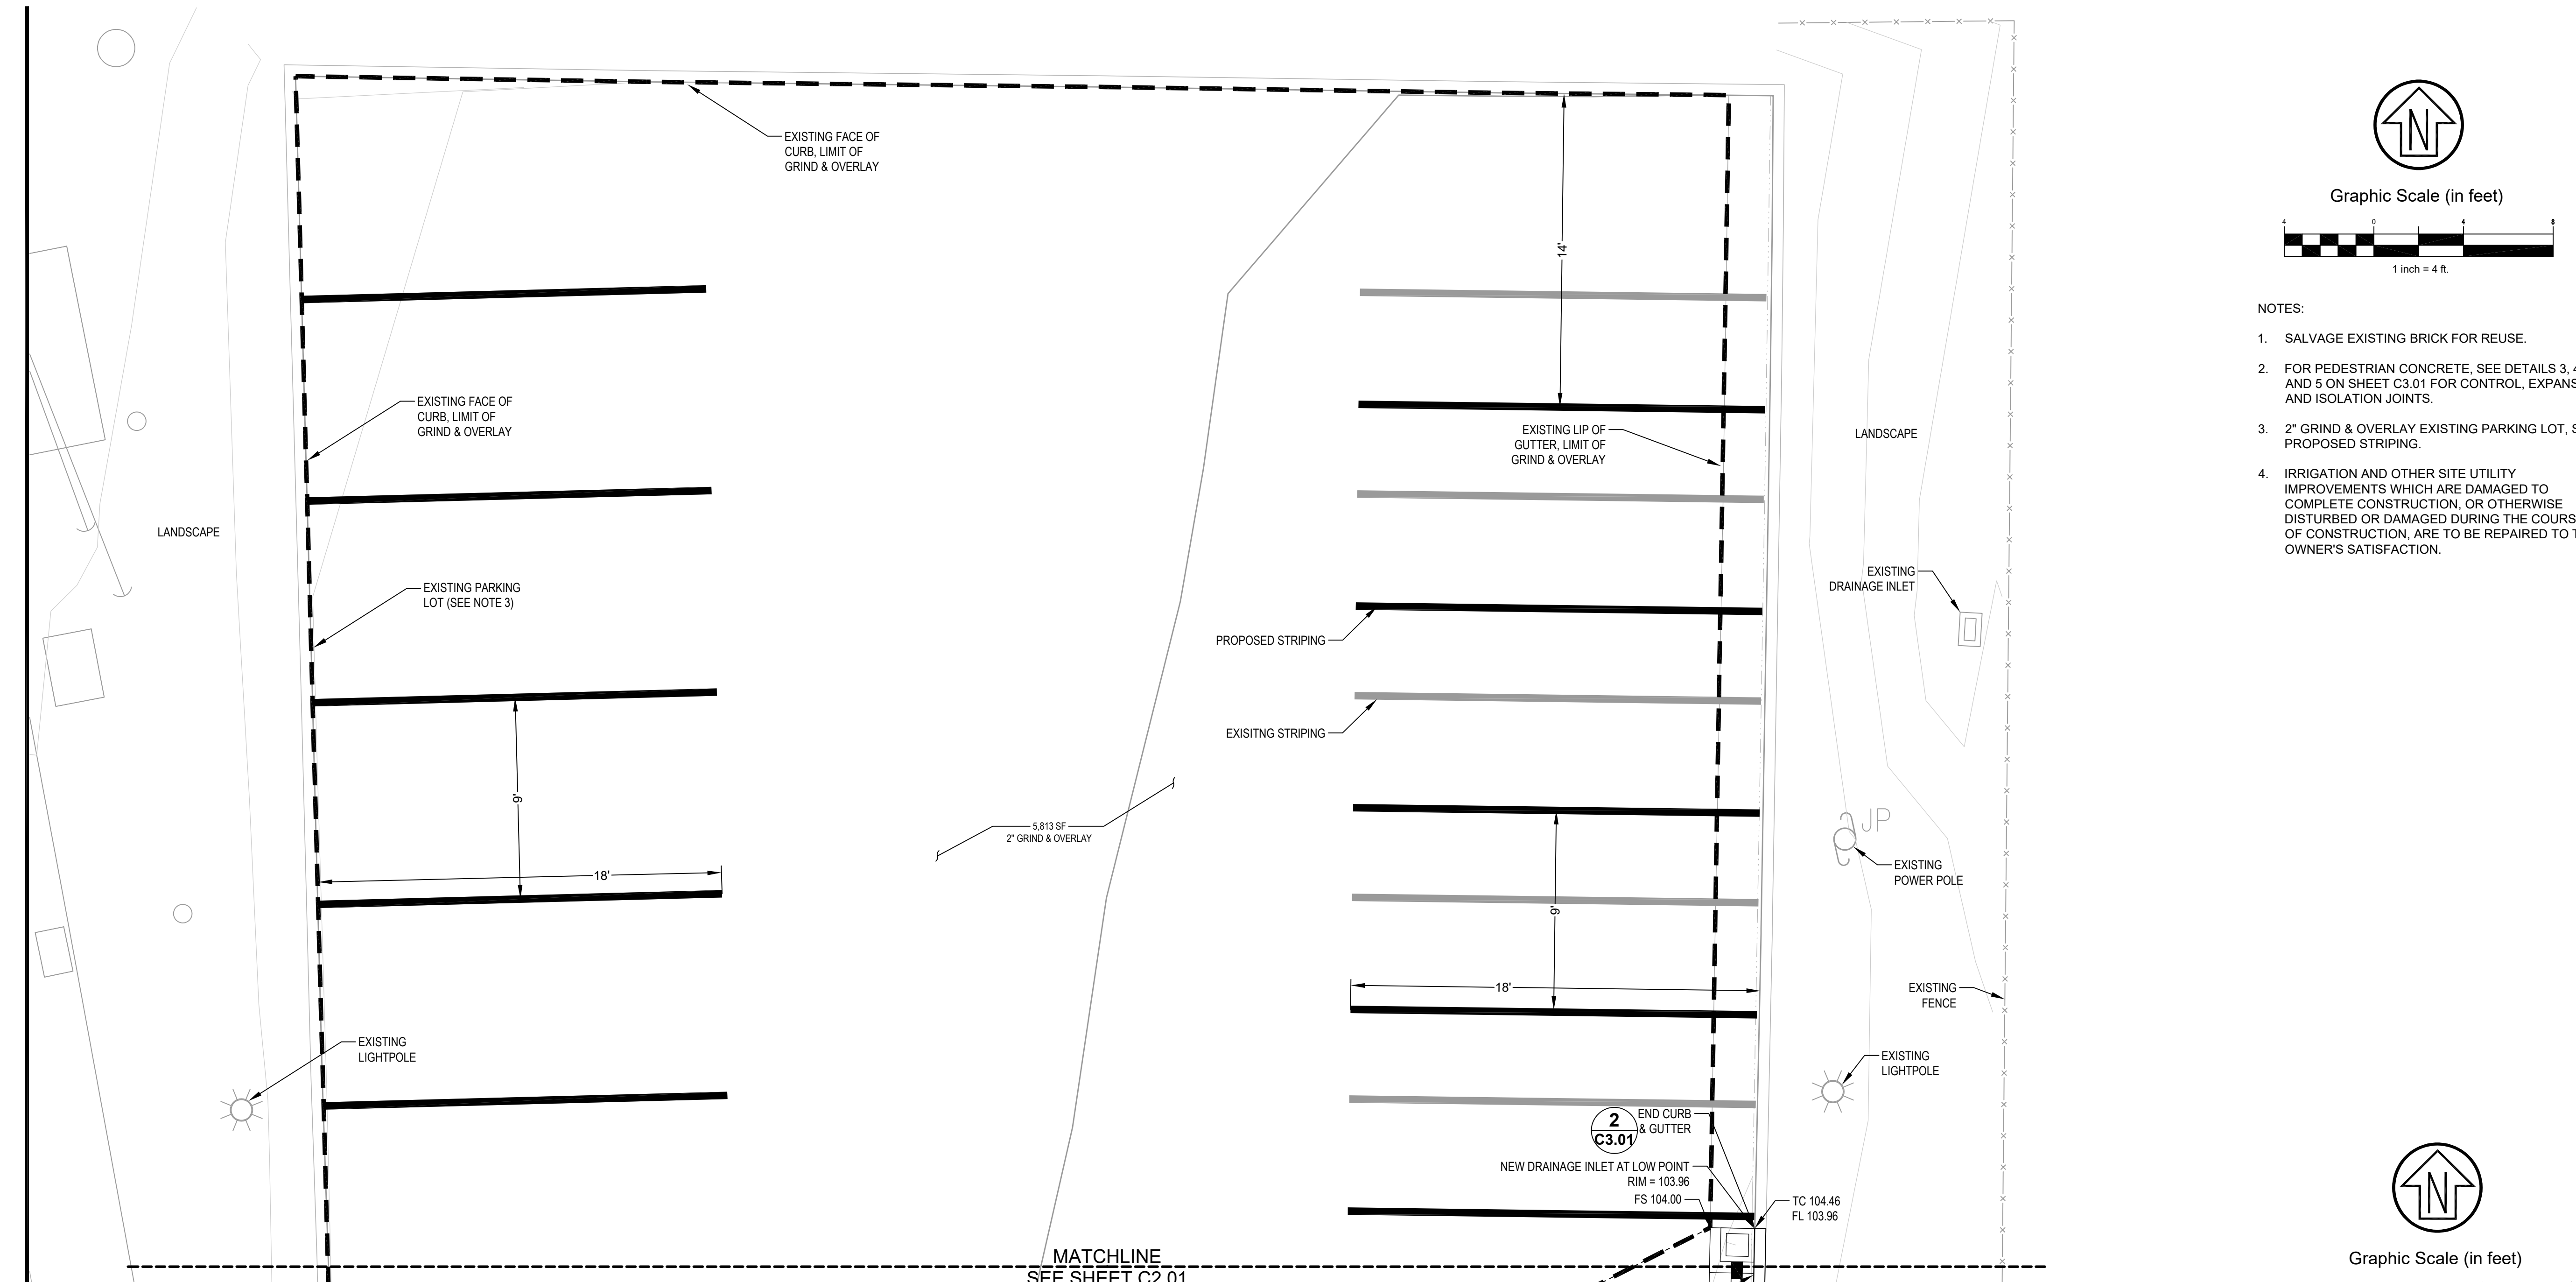 EXISTING FACE OF
CURB, LIMIT OF
GRIND & OVERLAY
14'
EXISTING FACE OF
CURB, LIMIT OF
GRIND & OVERLAY
EXISTING LIP OF
GUTTER, LIMIT OF
GRIND & OVERLAY
LANDSCAPE
LANDSCAPE
EXISTING PARKING
LOT (SEE NOTE 3)
EXISTING
DRAINAGE INLET
PROPOSED STRIPING
EXISITNG STRIPING
9'
5,813 SF
2" GRIND & OVERLAY
18'
9'
18'
JP
EXISTING
POWER POLE
EXISTING
FENCE
EXISTING
LIGHTPOLE
EXISTING
LIGHTPOLE
2
C3.01
END CURB
& GUTTER
NEW DRAINAGE INLET AT LOW POINT
RIM = 103.96
FS 104.00
TC 104.46
FL 103.96
MATCHLINE
SEE SHEET C2.01
N
Graphic Scale (in feet)
4 0 4 8
1 inch = 4 ft.
NOTES:
1. SALVAGE EXISTING BRICK FOR REUSE.
2. FOR PEDESTRIAN CONCRETE, SEE DETAILS 3, 4
AND 5 ON SHEET C3.01 FOR CONTROL, EXPANS
AND ISOLATION JOINTS.
3. 2" GRIND & OVERLAY EXISTING PARKING LOT, S
PROPOSED STRIPING.
4. IRRIGATION AND OTHER SITE UTILITY
IMPROVEMENTS WHICH ARE DAMAGED TO
COMPLETE CONSTRUCTION, OR OTHERWISE
DISTURBED OR DAMAGED DURING THE COURS
OF CONSTRUCTION, ARE TO BE REPAIRED TO T
OWNER'S SATISFACTION.
N
Graphic Scale (in feet)